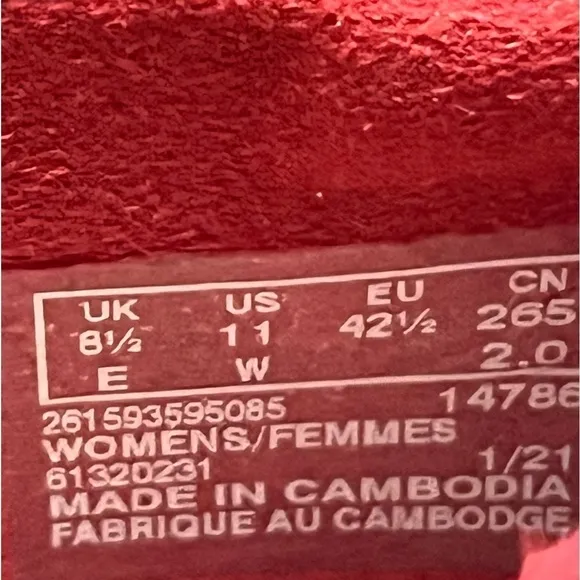 UK US EU CN
8½ 11 42½ 265
E W 2.0
261593595085 14786
WOMENS/FEMMES
61320231 1/21
MADE IN CAMBODIA
FABRIQUE AU CAMBODGE